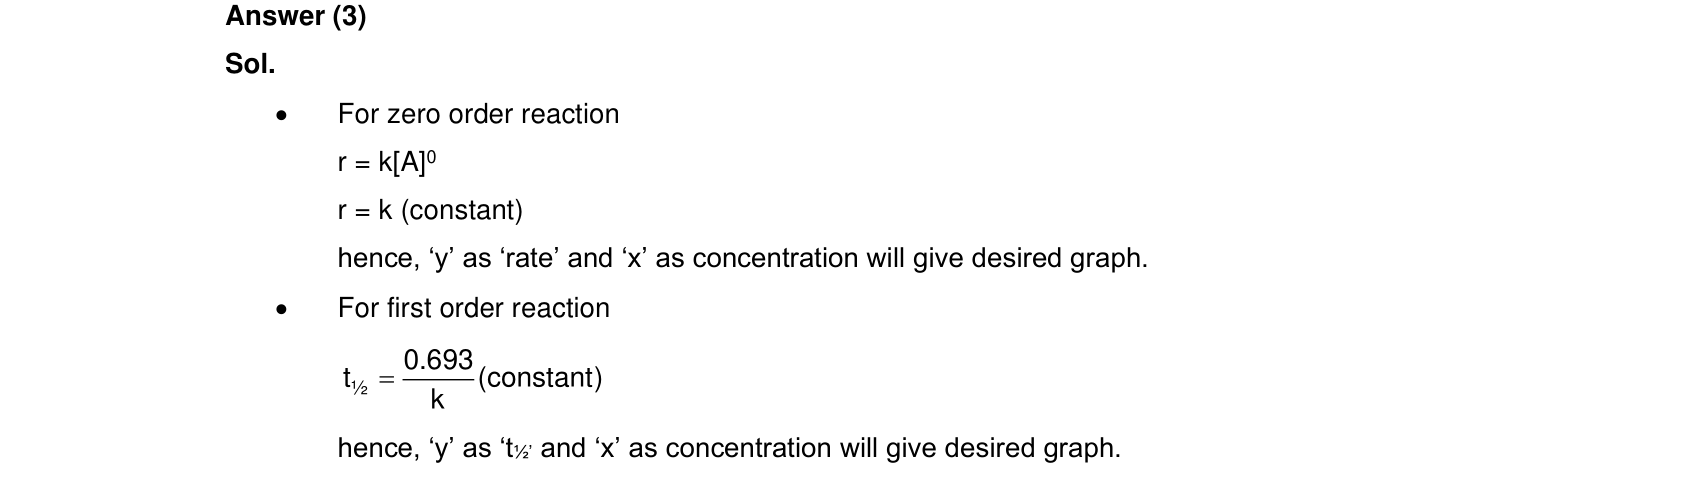 Answer (3)
Sol.
• For zero order reaction
r = k[A]⁰
r = k (constant)
hence, ‘y’ as ‘rate’ and ‘x’ as concentration will give desired graph.
• For first order reaction
t½ = 0.693/k (constant)
hence, ‘y’ as ‘t½’ and ‘x’ as concentration will give desired graph.